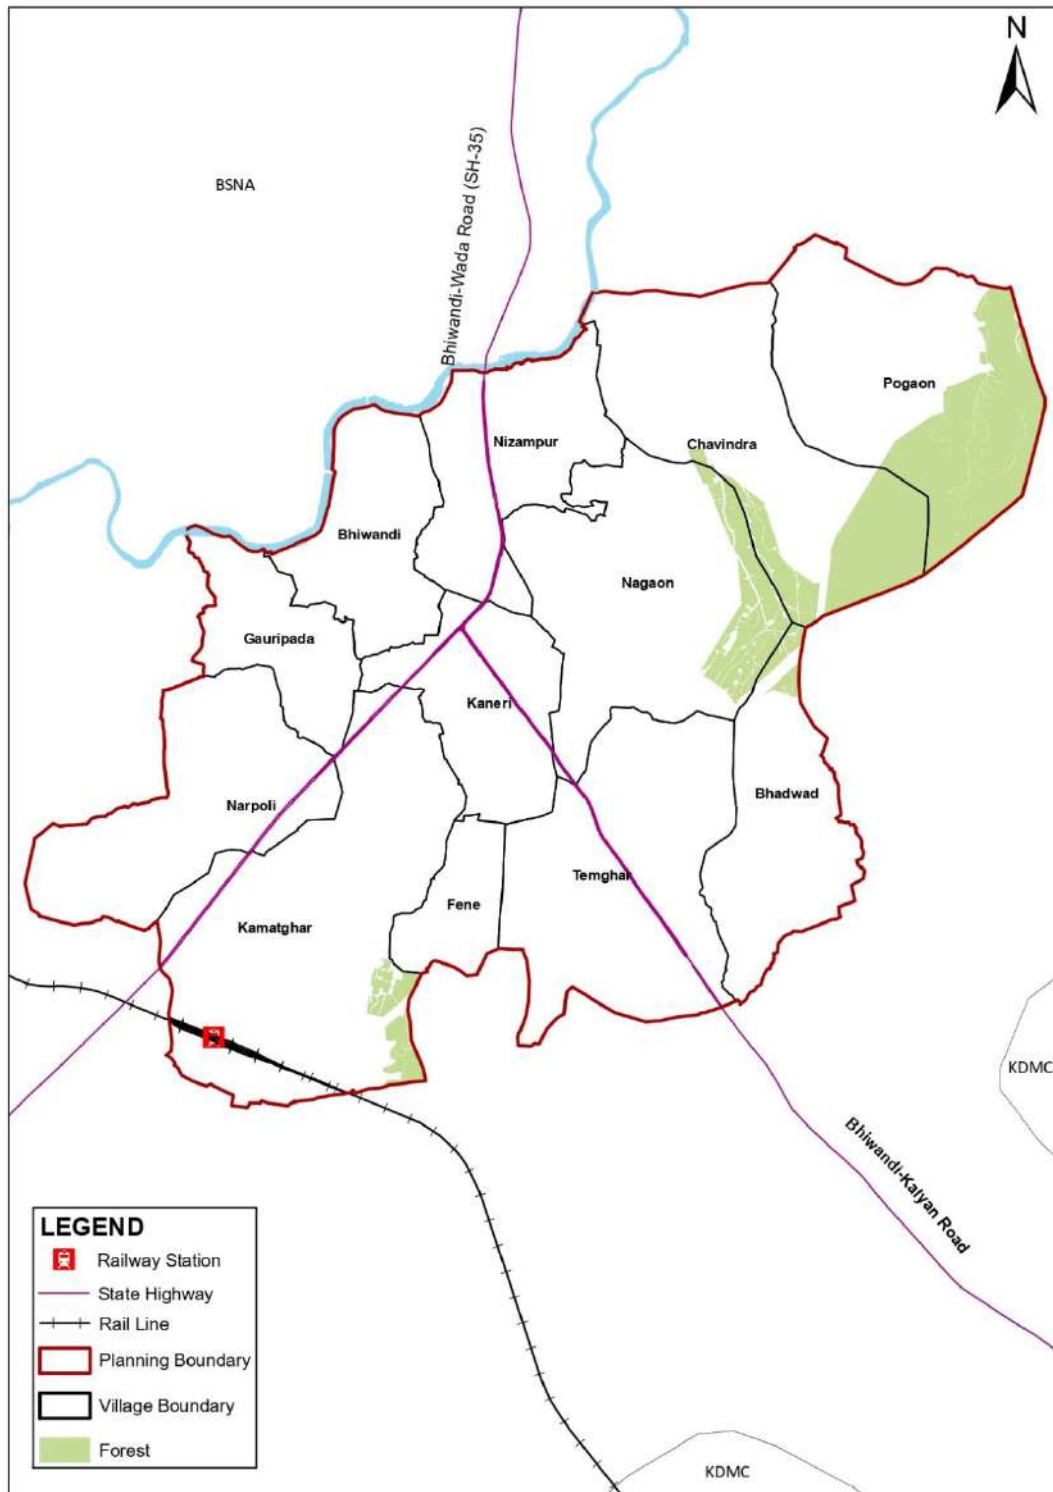 N
BSNA
Bhiwandi-Wada Road (SH-35)
Pogaon
Nizampur
Chavindra
Bhiwandi
Nagaon
Gauripada
Kaneri
Narpoli
Bhadwad
Temghar
Fene
Kamatghar
KDMC
Bhiwandi-Kalyan Road
LEGEND
Railway Station
State Highway
Rail Line
Planning Boundary
Village Boundary
Forest
KDMC